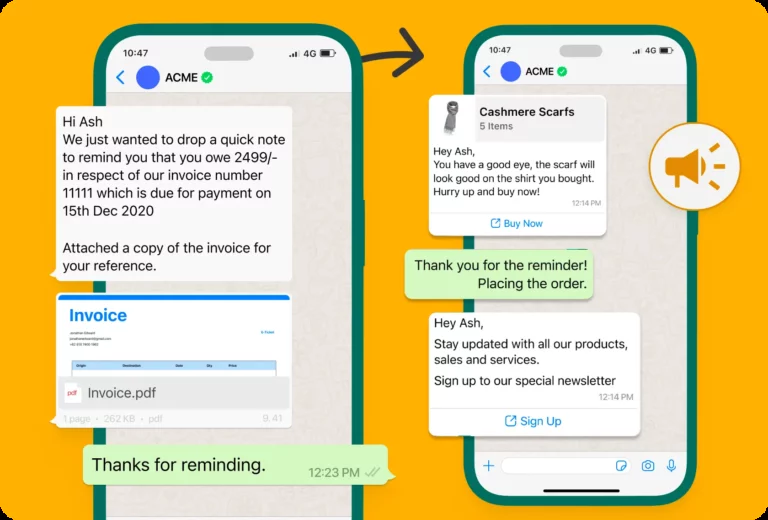 10:47
4G
ACME
Hi Ash
We just wanted to drop a quick note
to remind you that you owe 2499/-
in respect of our invoice number
11111 which is due for payment on
15th Dec 2020
Attached a copy of the invoice for
your reference.
Invoice
Origin Destination Date Qty Price
pdf
Invoice.pdf
1 page • 262 KB • pdf
9.41
Thanks for reminding.
12:23 PM
10:47
4G
ACME
Cashmere Scarfs
5 Items
Hey Ash,
You have a good eye, the scarf will
look good on the shirt you bought.
Hurry up and buy now!
12:14 PM
Buy Now
Thank you for the reminder!
Placing the order.
Hey Ash,
Stay updated with all our products,
sales and services.
Sign up to our special newsletter
12:14 PM
Sign Up